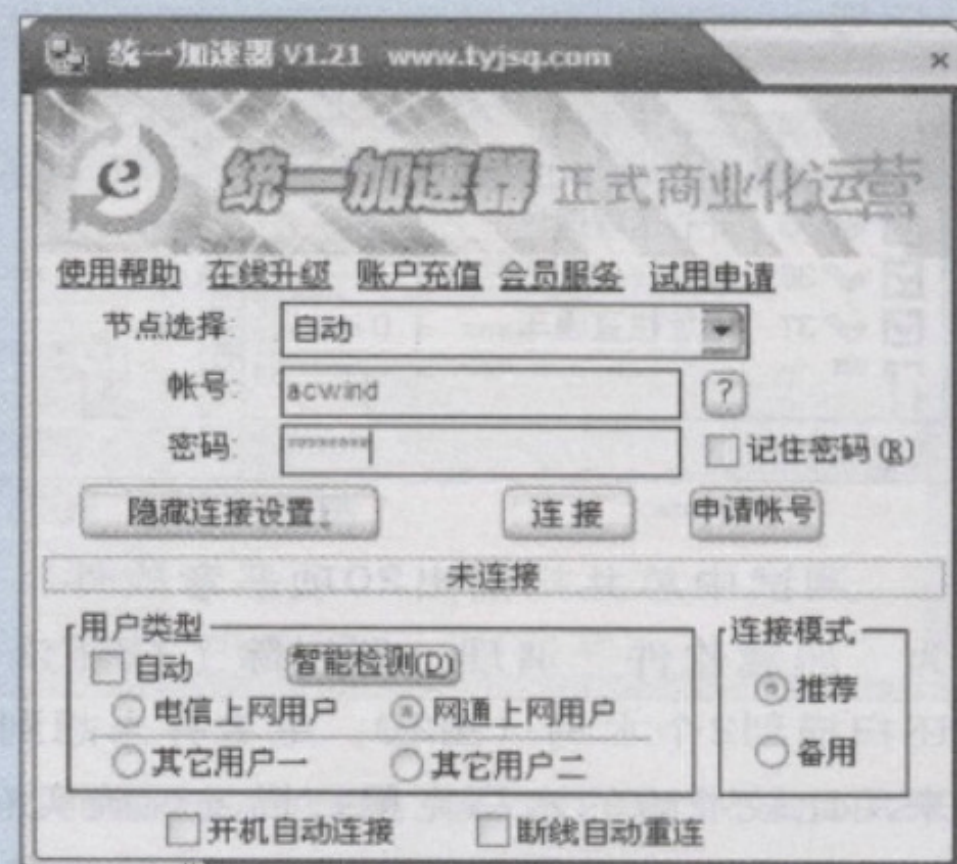 统一加速器 V1.21 www.tyjsq.com
e 统一加速器 正式商业化运营
使用帮助 在线升级 账户充值 会员服务 试用申请
节点选择: 自动
帐号: acwind ?
密码: ******** 记住密码(R)
隐藏连接设置 连接 申请帐号
未连接
用户类型 连接模式
自动 智能检测(D)
推荐
电信上网用户 网通上网用户
备用
其它用户一 其它用户二
开机自动连接 断线自动重连